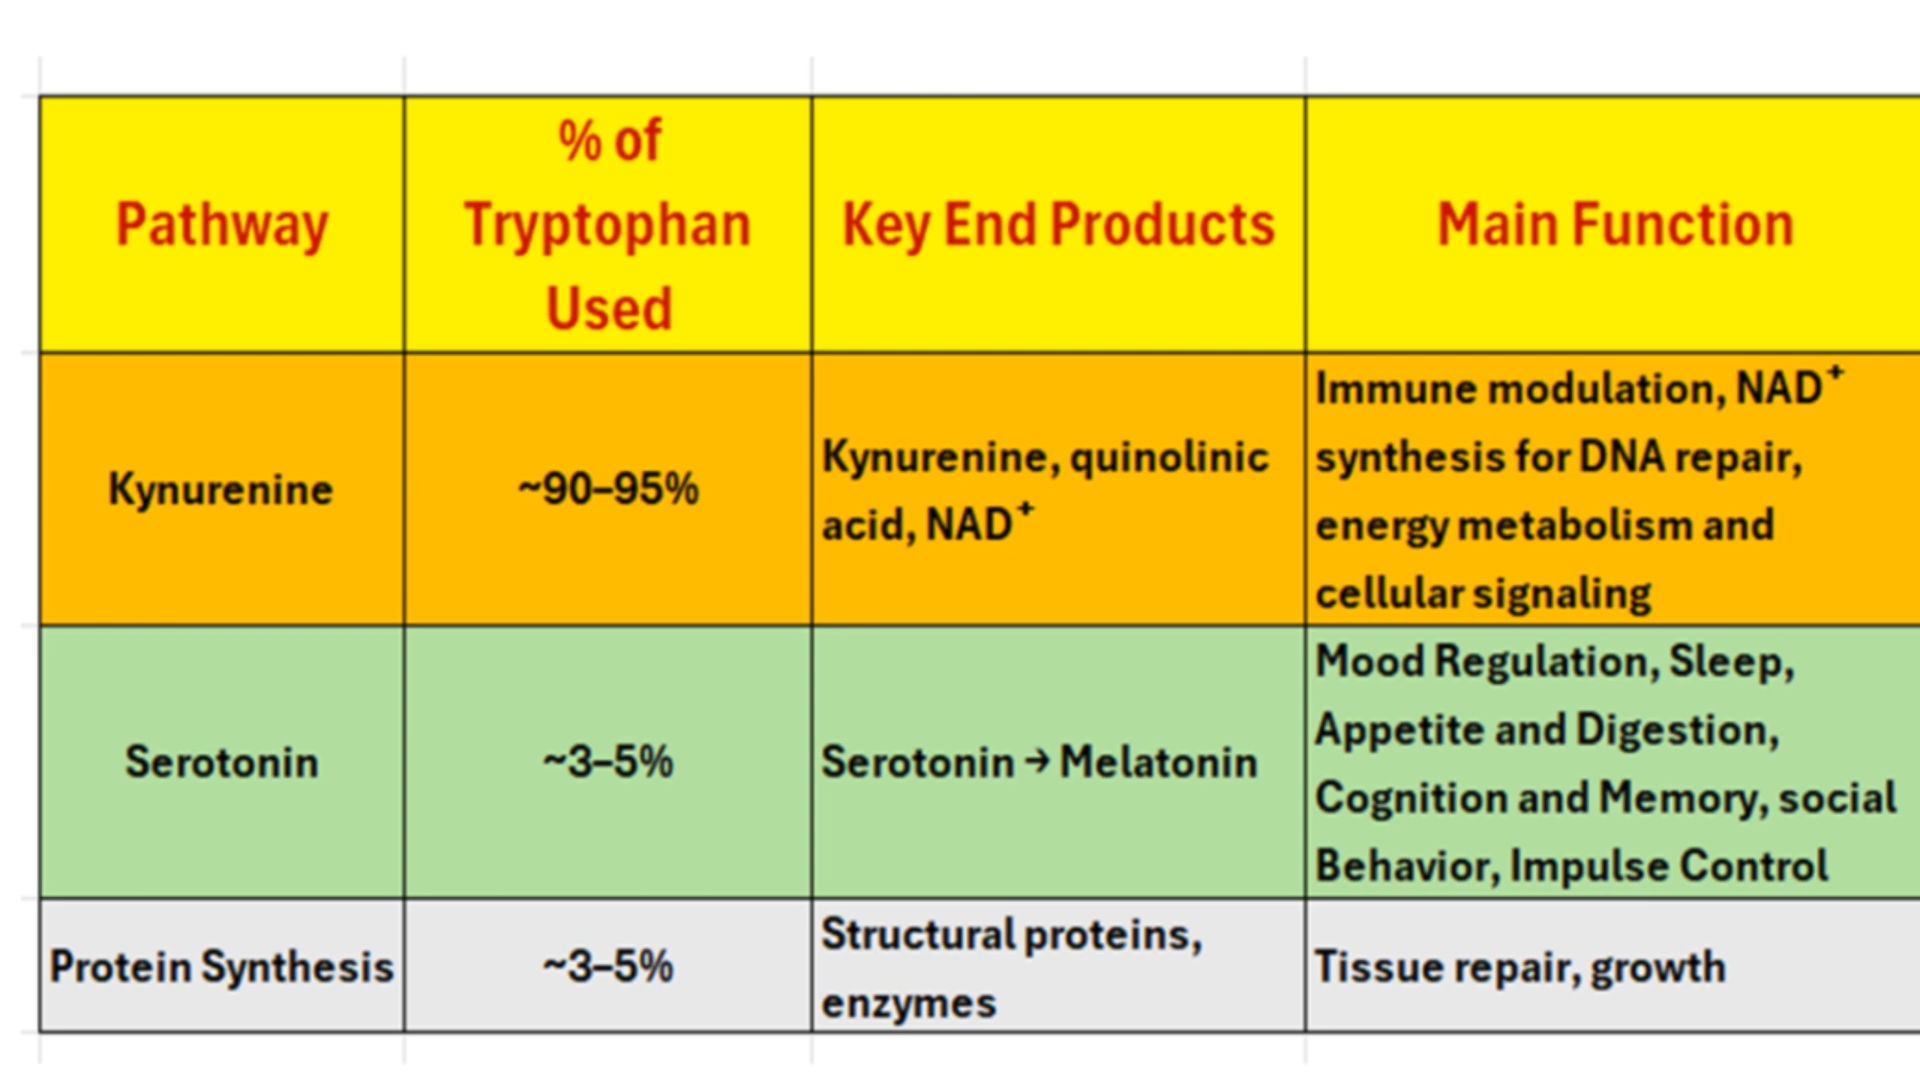 Pathway
% of
Tryptophan
Used
Key End Products
Main Function
Kynurenine
~90–95%
Kynurenine, quinolinic
acid, NAD⁺
Immune modulation, NAD⁺
synthesis for DNA repair,
energy metabolism and
cellular signaling
Serotonin
~3–5%
Serotonin → Melatonin
Mood Regulation, Sleep,
Appetite and Digestion,
Cognition and Memory, social
Behavior, Impulse Control
Protein Synthesis
~3–5%
Structural proteins,
enzymes
Tissue repair, growth